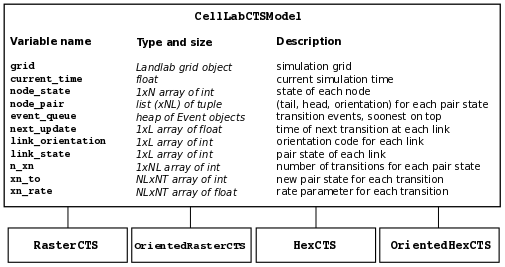 CellLabCTSModel
Variable name Type and size Description
grid Landlab grid object simulation grid
current_time float current simulation time
node_state 1xN array of int state of each node
node_pair list (xNL) of tuple (tail, head, orientation) for each pair state
event_queue heap of Event objects transition events, soonest on top
next_update 1xL array of float time of next transition at each link
link_orientation 1xL array of int orientation code for each link
link_state 1xL array of int pair state of each link
n_xn 1xNL array of int number of transitions for each pair state
xn_to NLxNT array of int new pair state for each transition
xn_rate NLxNT array of float rate parameter for each transition
RasterCTS OrientedRasterCTS HexCTS OrientedHexCTS